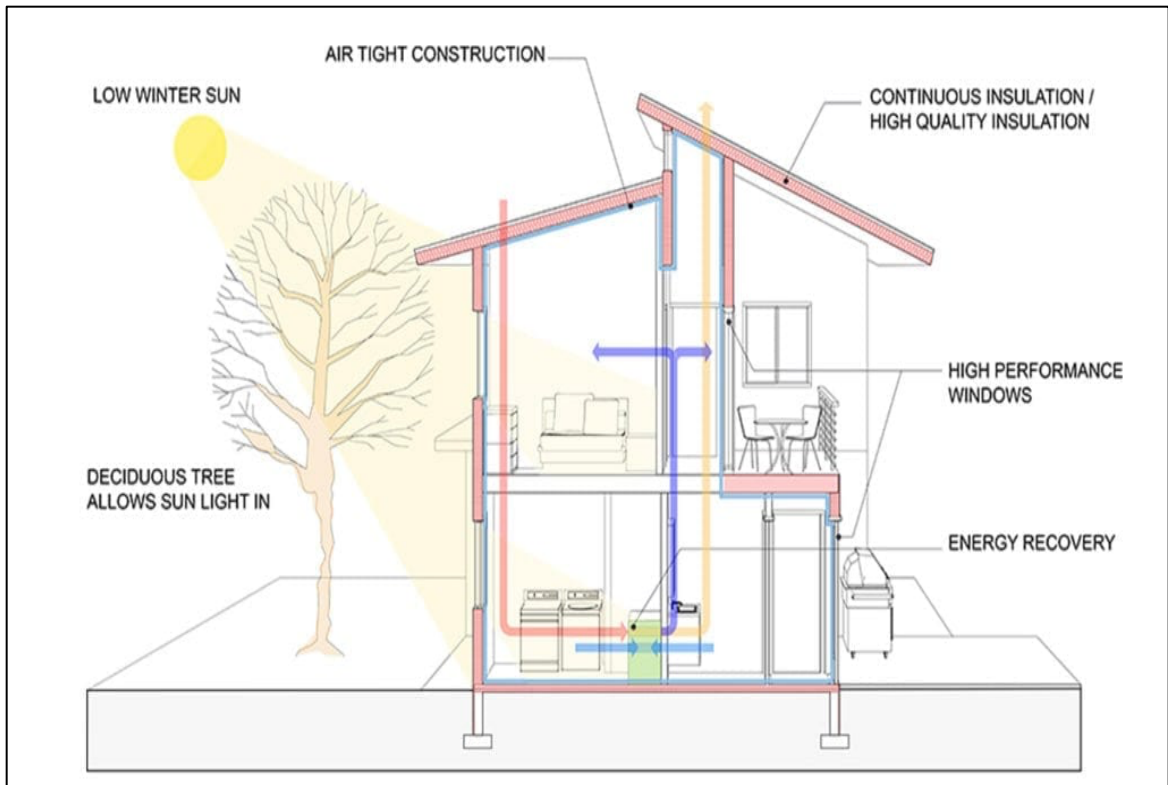 AIR TIGHT CONSTRUCTION
LOW WINTER SUN
CONTINUOUS INSULATION /
HIGH QUALITY INSULATION
HIGH PERFORMANCE
WINDOWS
DECIDUOUS TREE
ALLOWS SUN LIGHT IN
ENERGY RECOVERY